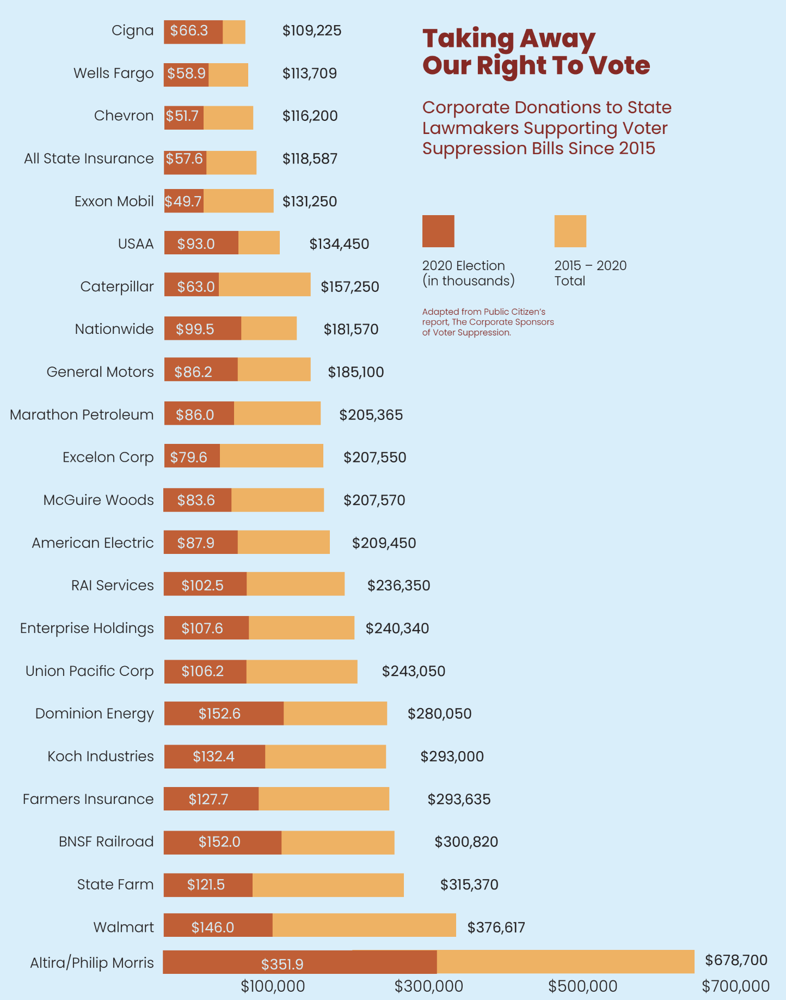 Taking Away
Our Right To Vote
Corporate Donations to State
Lawmakers Supporting Voter
Suppression Bills Since 2015
2020 Election
(in thousands)
2015 – 2020
Total
Adapted from Public Citizen's
report, The Corporate Sponsors
of Voter Suppression.
Cigna $66.3 $109,225
Wells Fargo $58.9 $113,709
Chevron $51.7 $116,200
All State Insurance $57.6 $118,587
Exxon Mobil $49.7 $131,250
USAA $93.0 $134,450
Caterpillar $63.0 $157,250
Nationwide $99.5 $181,570
General Motors $86.2 $185,100
Marathon Petroleum $86.0 $205,365
Excelon Corp $79.6 $207,550
McGuire Woods $83.6 $207,570
American Electric $87.9 $209,450
RAI Services $102.5 $236,350
Enterprise Holdings $107.6 $240,340
Union Pacific Corp $106.2 $243,050
Dominion Energy $152.6 $280,050
Koch Industries $132.4 $293,000
Farmers Insurance $127.7 $293,635
BNSF Railroad $152.0 $300,820
State Farm $121.5 $315,370
Walmart $146.0 $376,617
Altira/Philip Morris $351.9 $678,700
$100,000 $300,000 $500,000 $700,000